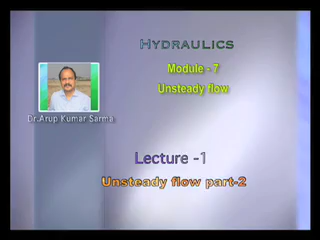 HYDRAULICS
Module - 7
Unsteady flow
Dr.Arup Kumar Sarma
Lecture -1
Unsteady flow part-2